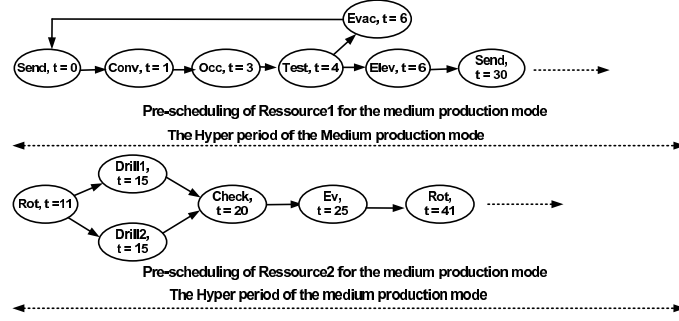 Evac, t = 6
Send, t = 0
Conv, t = 1
Occ, t = 3
Test, t = 4
Elev, t = 6
Send,
t = 30
Pre-scheduling of Ressource1 for the medium production mode
The Hyper period of the Medium production mode
Drill1,
t = 15
Rot, t =11
Check,
t = 20
Ev,
t = 25
Rot,
t = 41
Drill2,
t = 15
Pre-scheduling of Ressource2 for the medium production mode
The Hyper period of the medium production mode